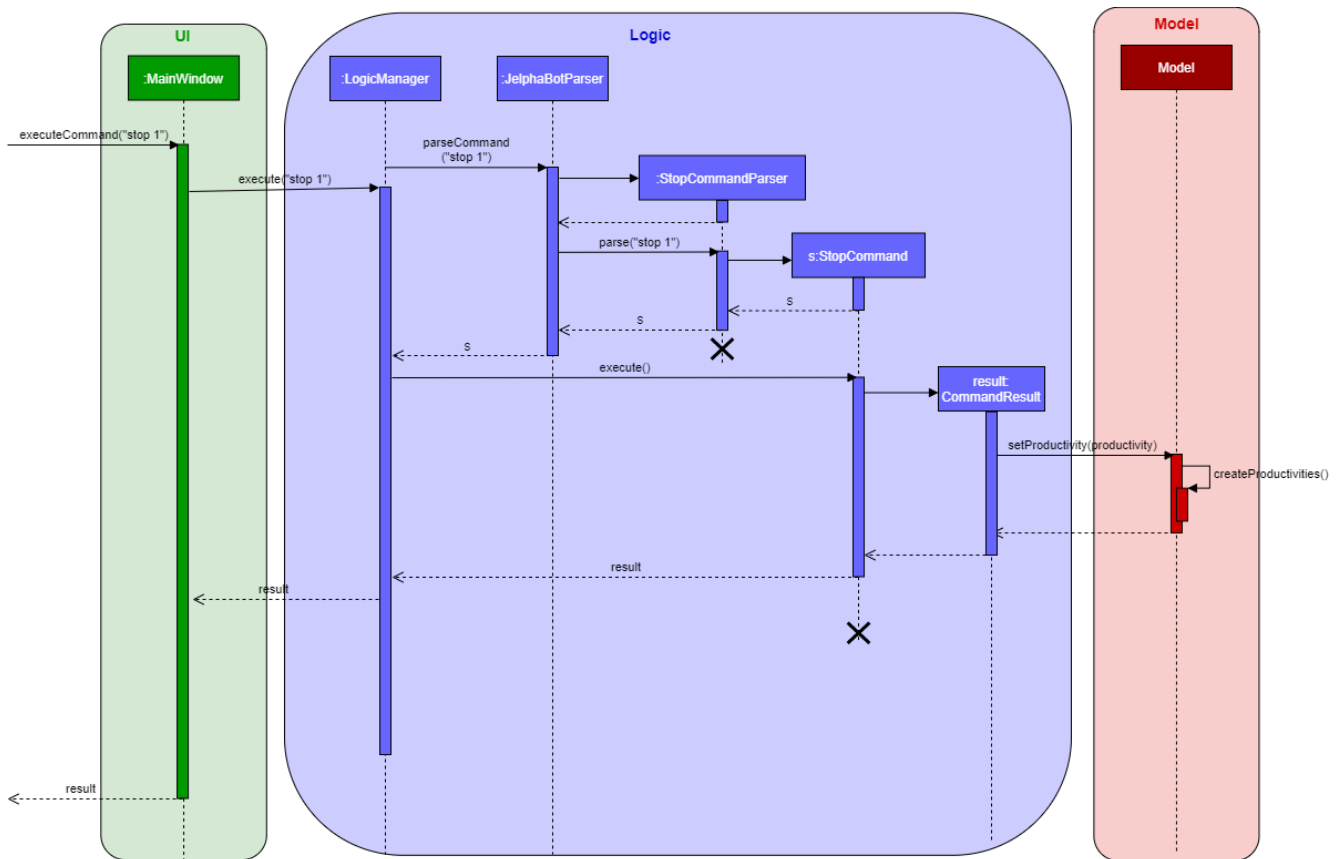 UI
Logic
Model
:MainWindow
:LogicManager
:JelphaBotParser
Model
executeCommand("stop 1")
parseCommand
("stop 1")
execute("stop 1")
:StopCommandParser
parse("stop 1")
s:StopCommand
s
s
s
execute()
result:
CommandResult
setProductivity(productivity)
createProductivities()
result
result
result